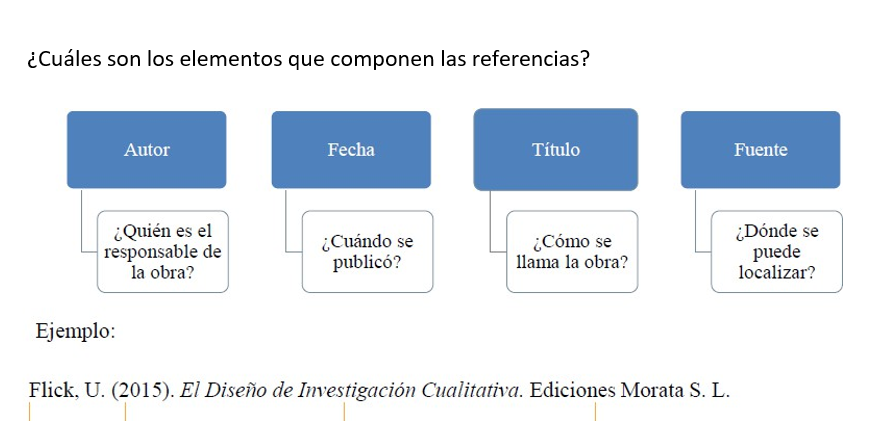 ¿Cuáles son los elementos que componen las referencias?
Autor
¿Quién es el
responsable de
la obra?
Fecha
¿Cuándo se
publicó?
Título
¿Cómo se
llama la obra?
Fuente
¿Dónde se
puede
localizar?
Ejemplo:
Flick, U. (2015). El Diseño de Investigación Cualitativa. Ediciones Morata S. L.